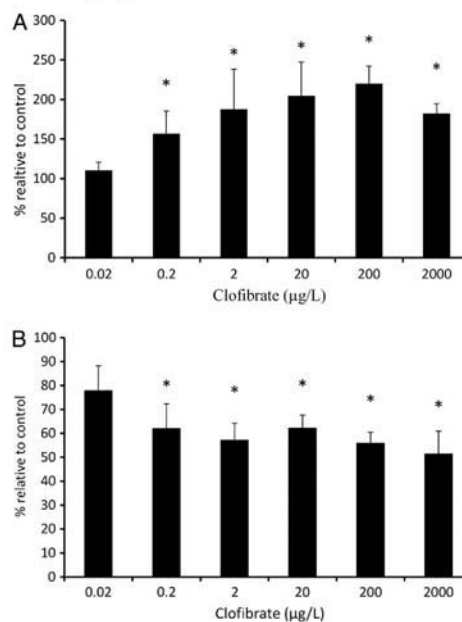 A
300
250
200
150
100
50
0
% realtive to control
* * * * *
0.02 0.2 2 20 200 2000
Clofibrate (µg/L)
B
100
90
80
70
60
50
40
30
20
10
0
% relative to control
* * * * *
0.02 0.2 2 20 200 2000
Clofibrate (µg/L)